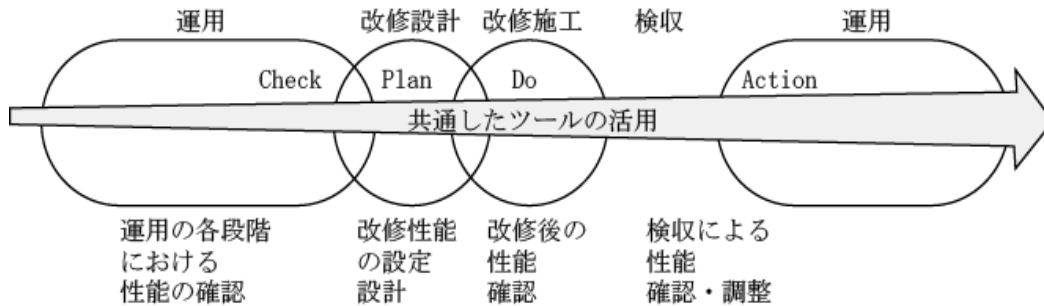 運用 改修設計 改修施工 検収 運用
Check Plan Do Action
共通したツールの活用
運用の各段階
における
性能の確認
改修性能
の設定
設計
改修後の
性能
確認
検収による
性能
確認・調整